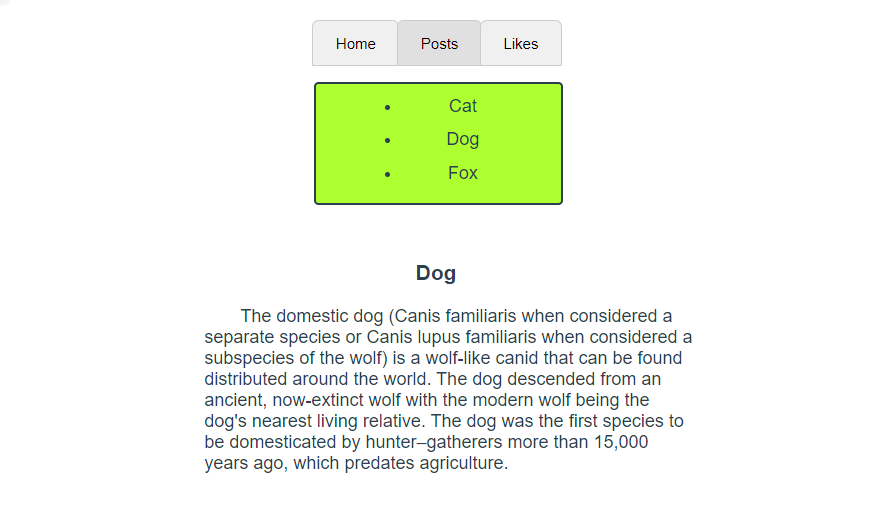 Home Posts Likes
Cat
Dog
Fox
Dog
The domestic dog (Canis familiaris when considered a
separate species or Canis lupus familiaris when considered a
subspecies of the wolf) is a wolf-like canid that can be found
distributed around the world. The dog descended from an
ancient, now-extinct wolf with the modern wolf being the
dog's nearest living relative. The dog was the first species to
be domesticated by hunter–gatherers more than 15,000
years ago, which predates agriculture.